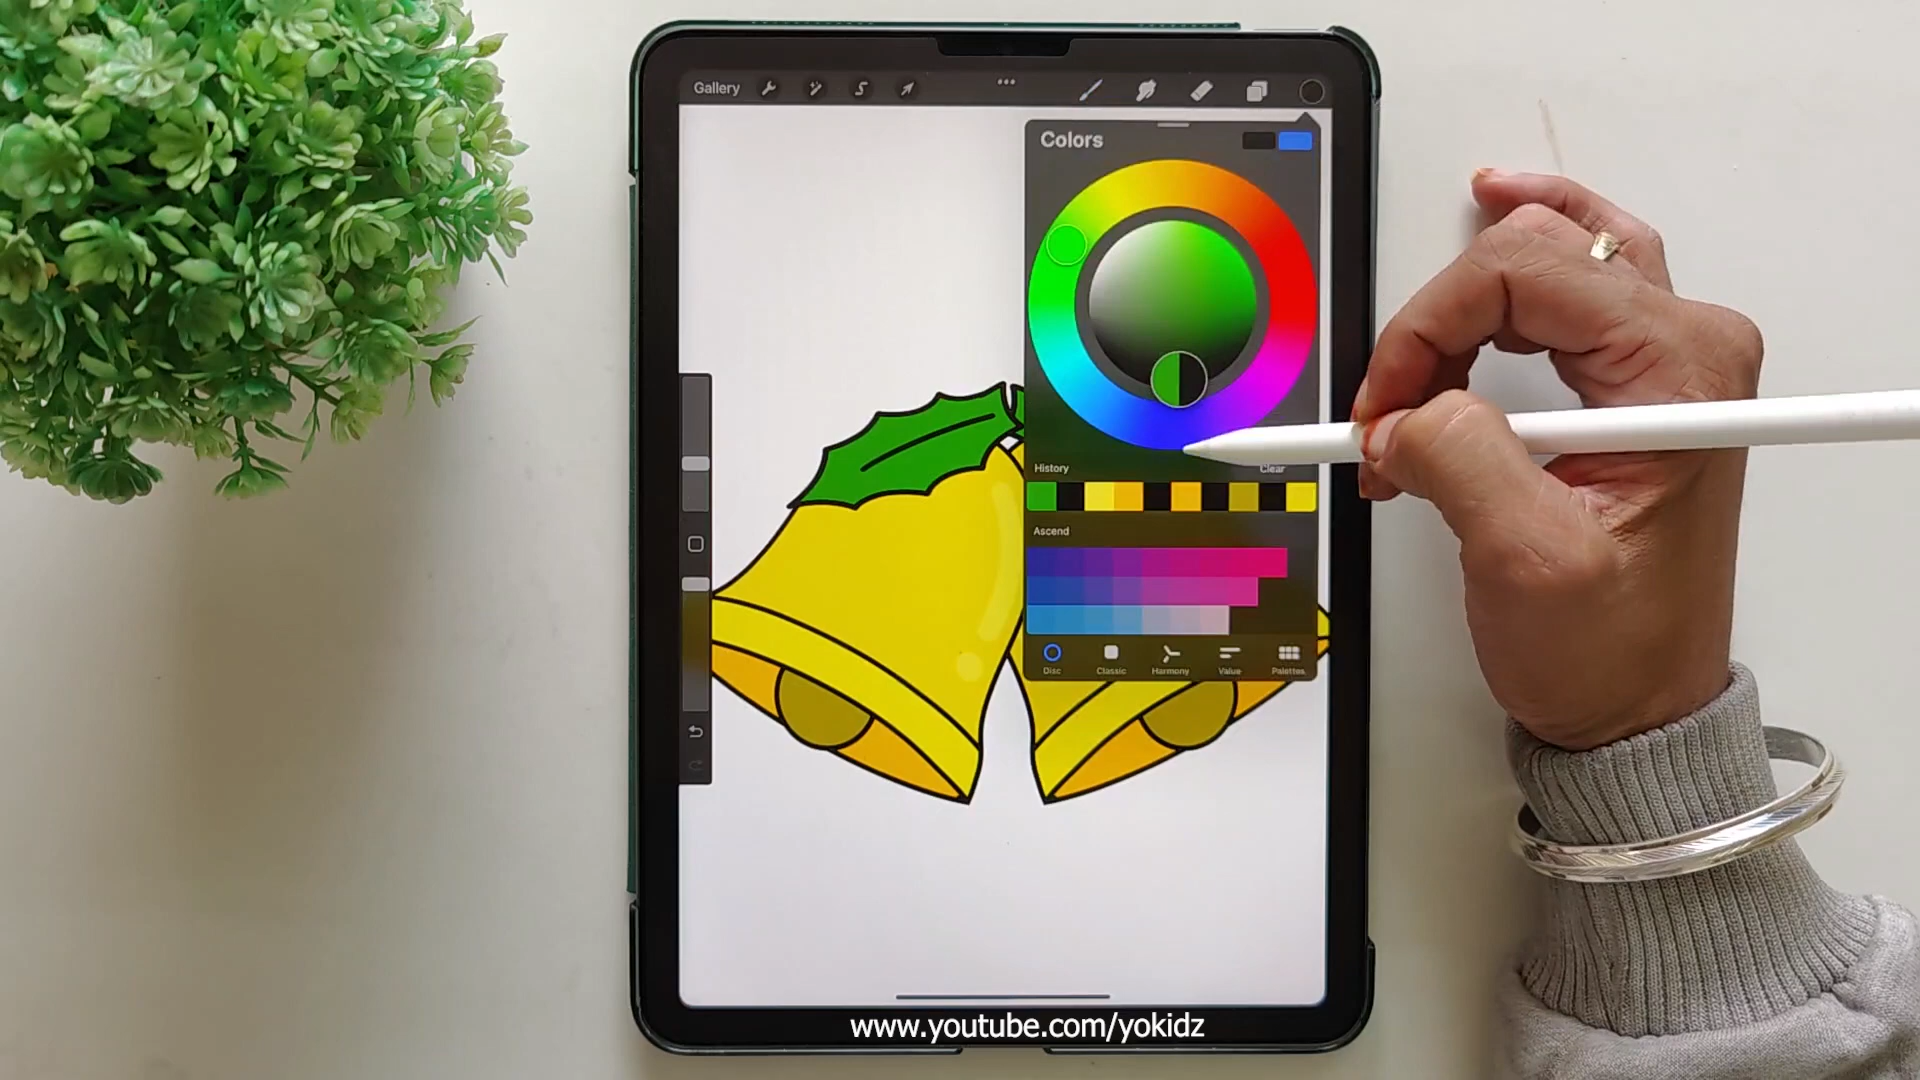 Gallery
Colors
History Clear
Ascend
Disc Classic Harmony Value Palettes
www.youtube.com/yokidz